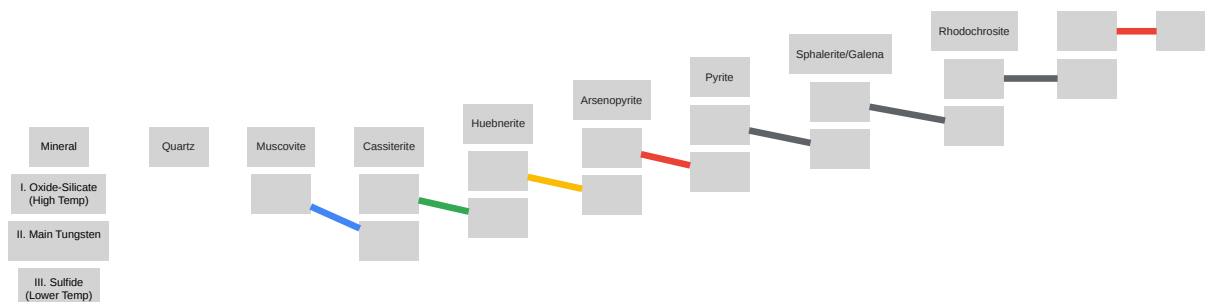 Rhodochrosite
Sphalerite/Galena
Pyrite
Arsenopyrite
Huebnerite
Mineral
Quartz
Muscovite
Cassiterite
I. Oxide-Silicate
(High Temp)
II. Main Tungsten
III. Sulfide
(Lower Temp)